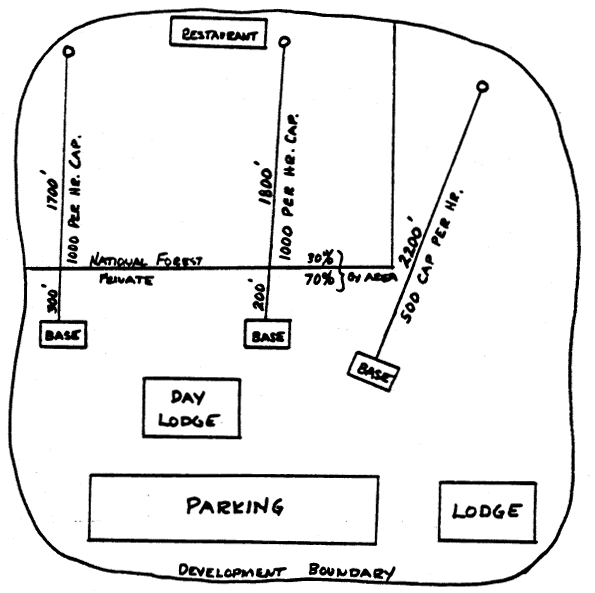 RESTAURANT
1700'
1000 PER HR. CAP.
1800'
1000 PER HR. CAP.
2200'
500 CAP PER HR.
NATIONAL FOREST
30%
PRIVATE
70%
BY AREA
300'
200'
BASE
BASE
BASE
DAY
LODGE
PARKING
LODGE
DEVELOPMENT BOUNDARY